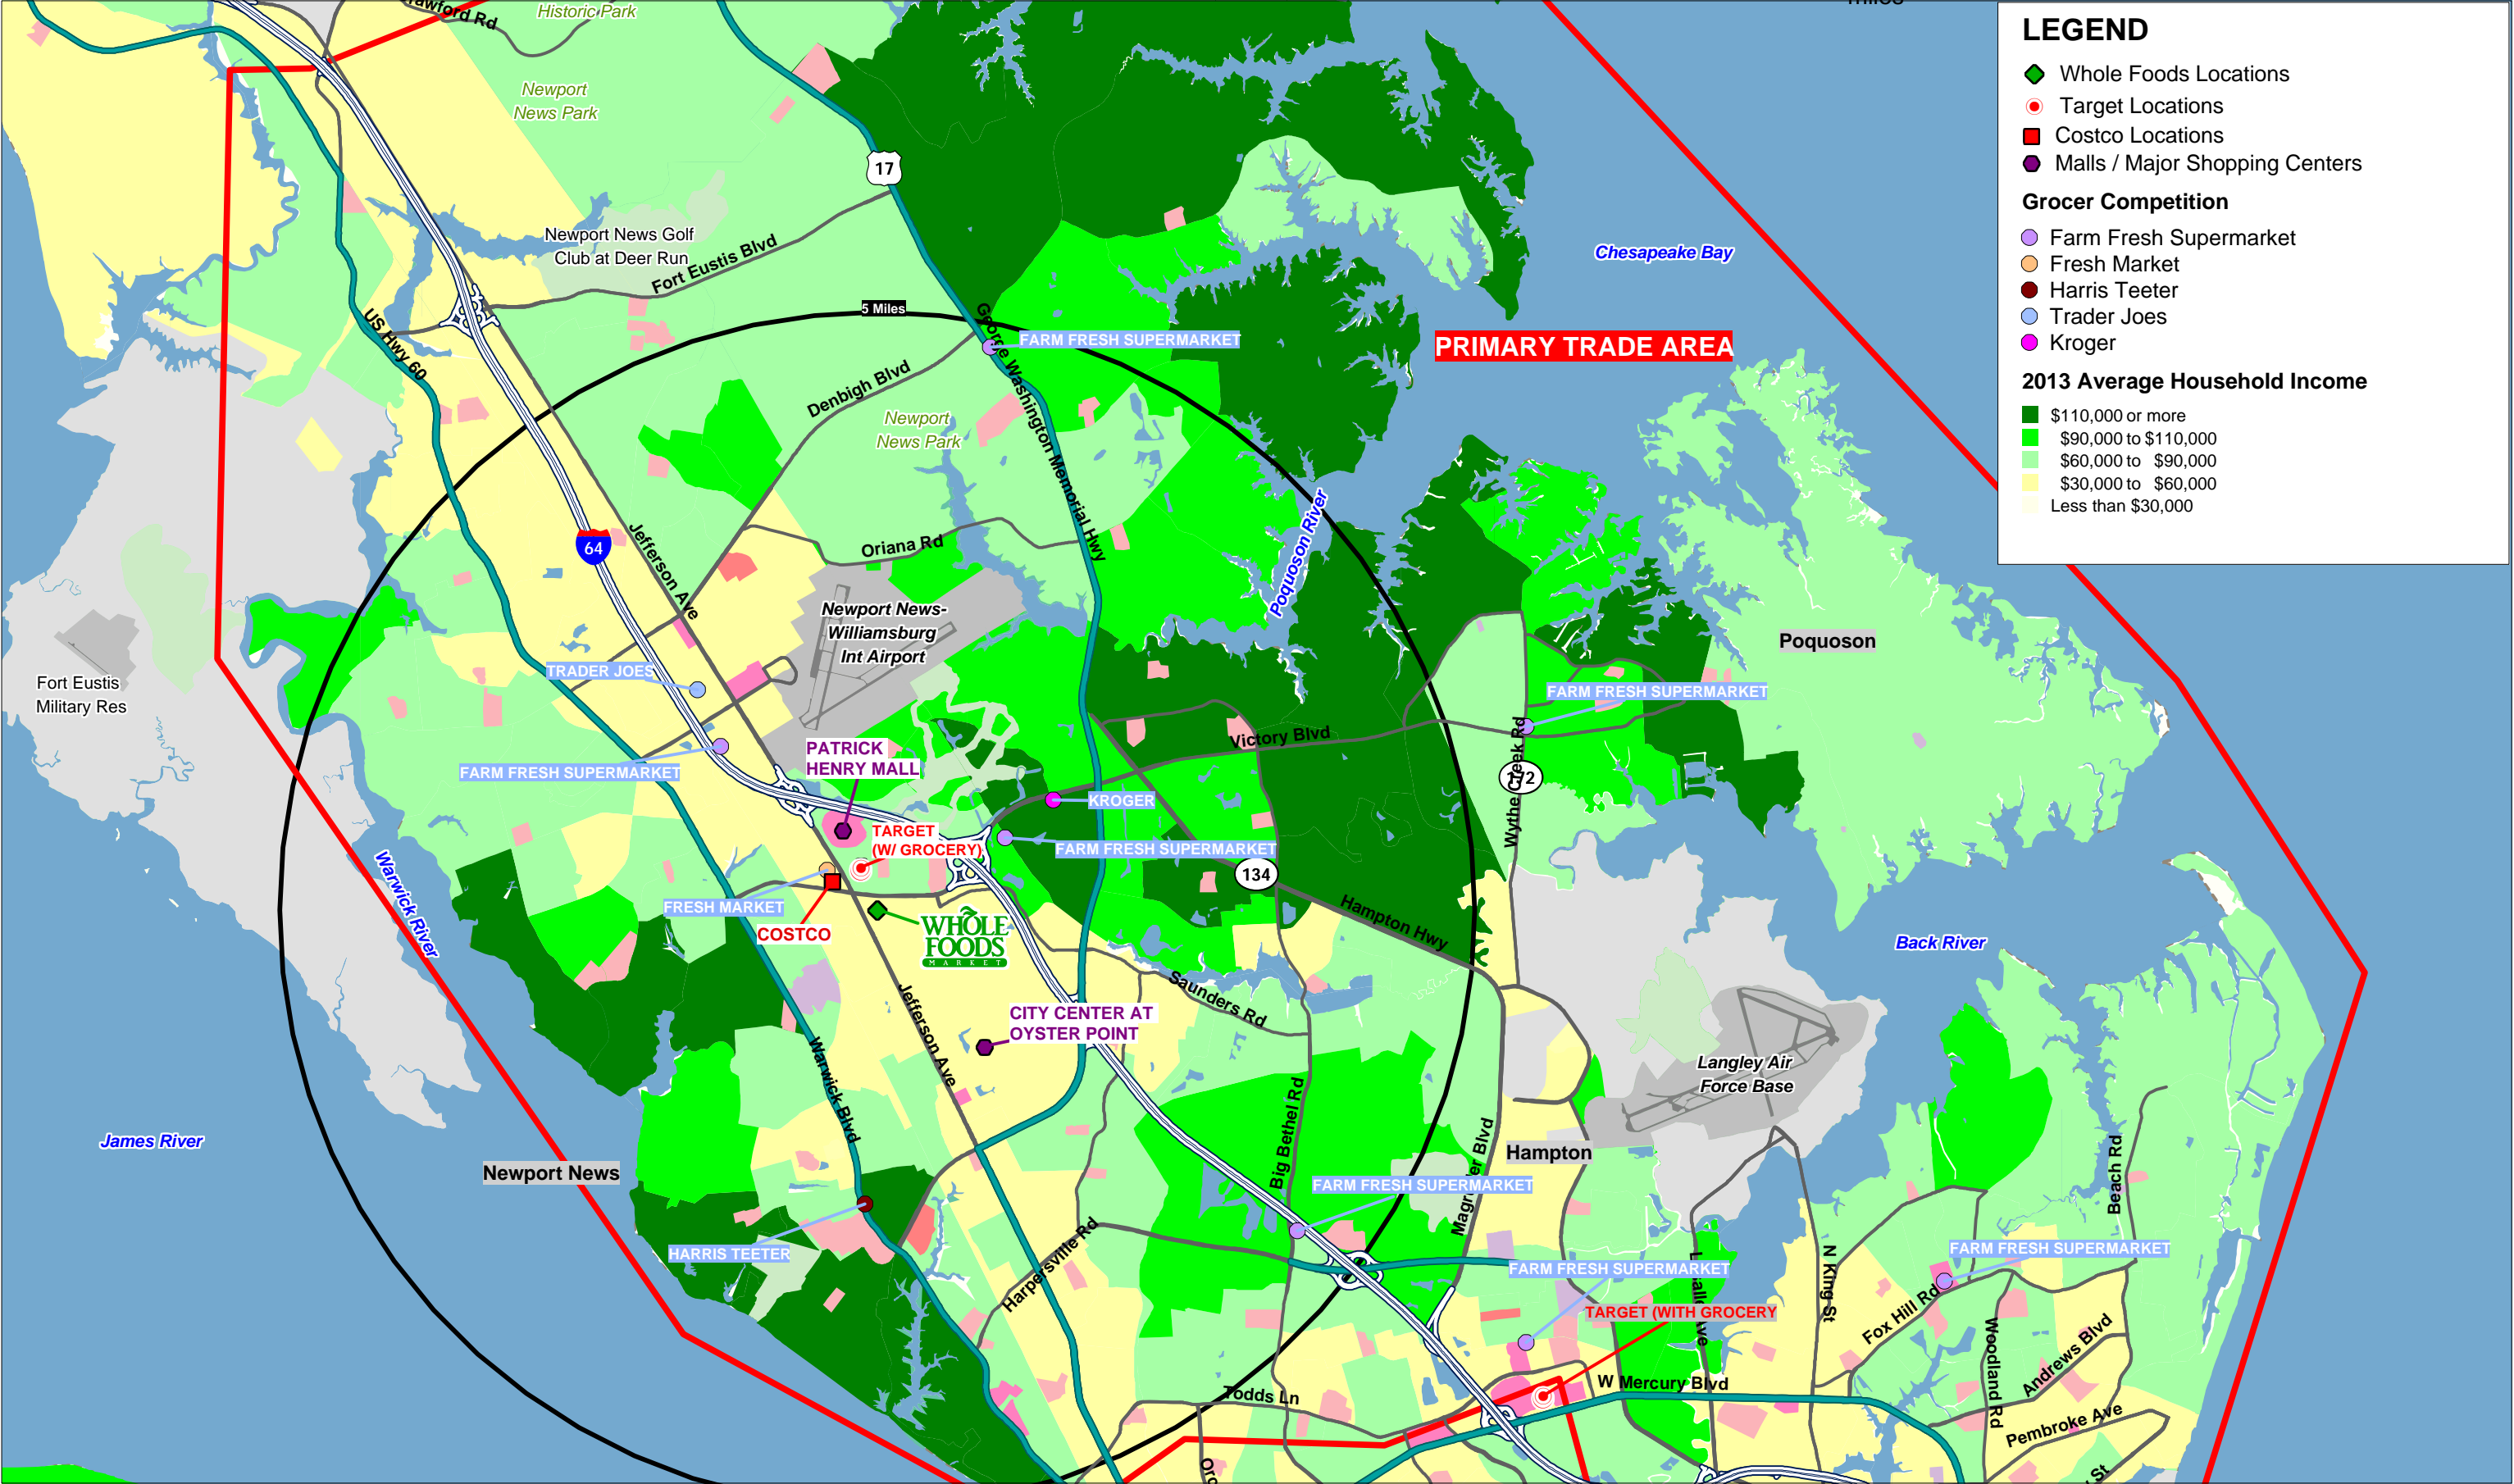 LEGEND
Whole Foods Locations
Target Locations
Costco Locations
Malls / Major Shopping Centers
Grocer Competition
Farm Fresh Supermarket
Fresh Market
Harris Teeter
Trader Joes
Kroger
2013 Average Household Income
$110,000 or more
$90,000 to $110,000
$60,000 to $90,000
$30,000 to $60,000
Less than $30,000
Historic Park
Newport
News Park
17
Newport News Golf
Club at Deer Run
Fort Eustis Blvd
Chesapeake Bay
5 Miles
George Washington Memorial Hwy
FARM FRESH SUPERMARKET
PRIMARY TRADE AREA
US Hwy 60
Denbigh Blvd
Newport
News Park
64
Jefferson Ave
Oriana Rd
Poquoson River
Newport News-
Williamsburg
Int Airport
Poquoson
Fort Eustis
Military Res
TRADER JOES
FARM FRESH SUPERMARKET
Victory Blvd
Wythe Creek Rd
172
PATRICK
HENRY MALL
FARM FRESH SUPERMARKET
KROGER
TARGET
(W/ GROCERY)
FARM FRESH SUPERMARKET
134
Warwick River
FRESH MARKET
COSTCO
WHOLE
FOODS
MARKET
Hampton Hwy
Back River
Saunders Rd
Jefferson Ave
CITY CENTER AT
OYSTER POINT
Warwick Blvd
Langley Air
Force Base
James River
Newport News
Big Bethel Rd
Hampton
Beach Rd
FARM FRESH SUPERMARKET
HARRIS TEETER
Harpersville Rd
FARM FRESH SUPERMARKET
N King St
FARM FRESH SUPERMARKET
TARGET (WITH GROCERY
Fox Hill Rd
Woodland Rd
Andrews Blvd
Todds Ln
W Mercury Blvd
Pembroke Ave